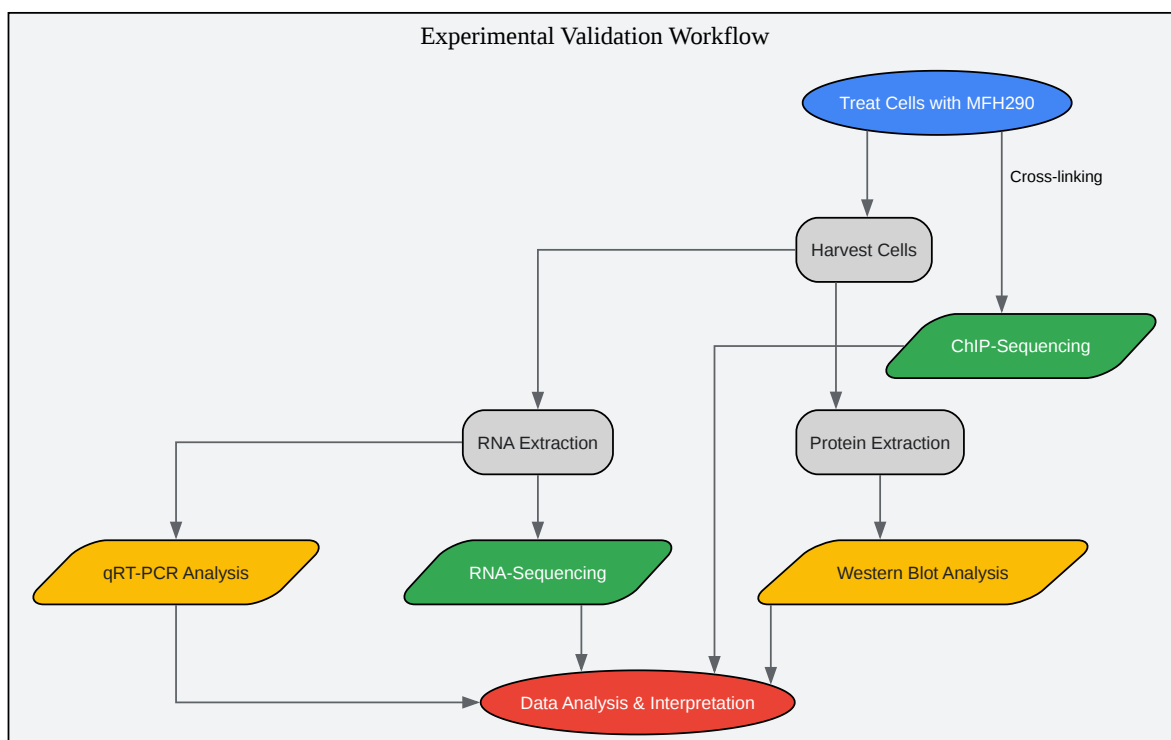 Experimental Validation Workflow
Treat Cells with MFH290
Cross-linking
Harvest Cells
ChIP-Sequencing
RNA Extraction
Protein Extraction
qRT-PCR Analysis
RNA-Sequencing
Western Blot Analysis
Data Analysis & Interpretation